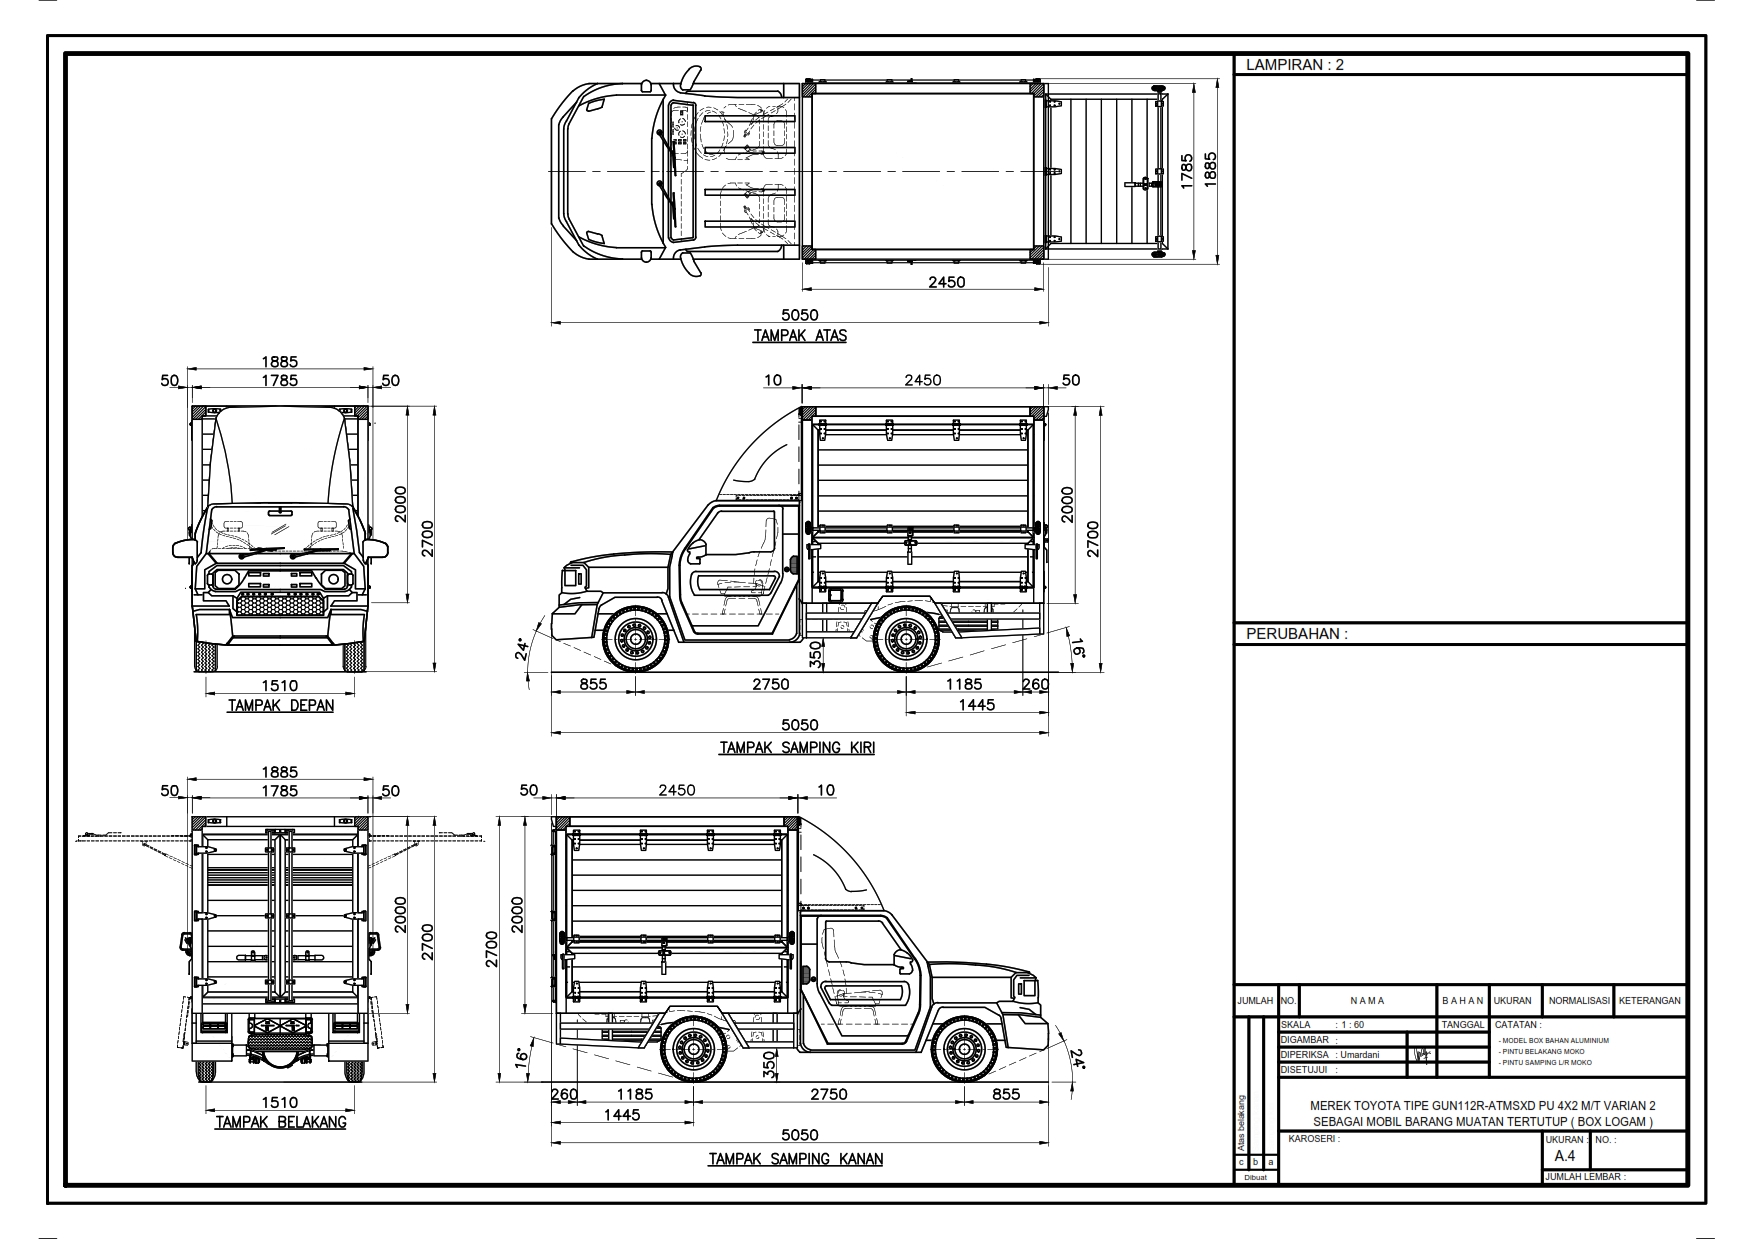 LAMPIRAN : 2
1785
1885
2450
5050
TAMPAK ATAS
1885
50 1785 50
2000
2700
1510
TAMPAK DEPAN
10 2450 50
2000
2700
24°
16°
350
855 2750 1185 260
1445
5050
TAMPAK SAMPING KIRI
PERUBAHAN :
1885
50 1785 50
2000
2700
1510
TAMPAK BELAKANG
50 2450 10
2700
2000
16°
24°
350
260 1185 2750 855
1445
5050
TAMPAK SAMPING KANAN
JUMLAH NO. N A M A B A H A N UKURAN NORMALISASI KETERANGAN
SKALA : 1 : 60 TANGGAL CATATAN :
DIGAMBAR : - MODEL BOX BAHAN ALUMINIUM
DIPERIKSA : Umardani - PINTU BELAKANG MOKO
DISETUJUI : - PINTU SAMPING L/R MOKO
MEREK TOYOTA TIPE GUN112R-ATMSXD PU 4X2 M/T VARIAN 2
SEBAGAI MOBIL BARANG MUATAN TERTUTUP ( BOX LOGAM )
Atas belakang
KAROSERI : UKURAN : NO. :
A.4
c b a
Dibuat
JUMLAH LEMBAR :